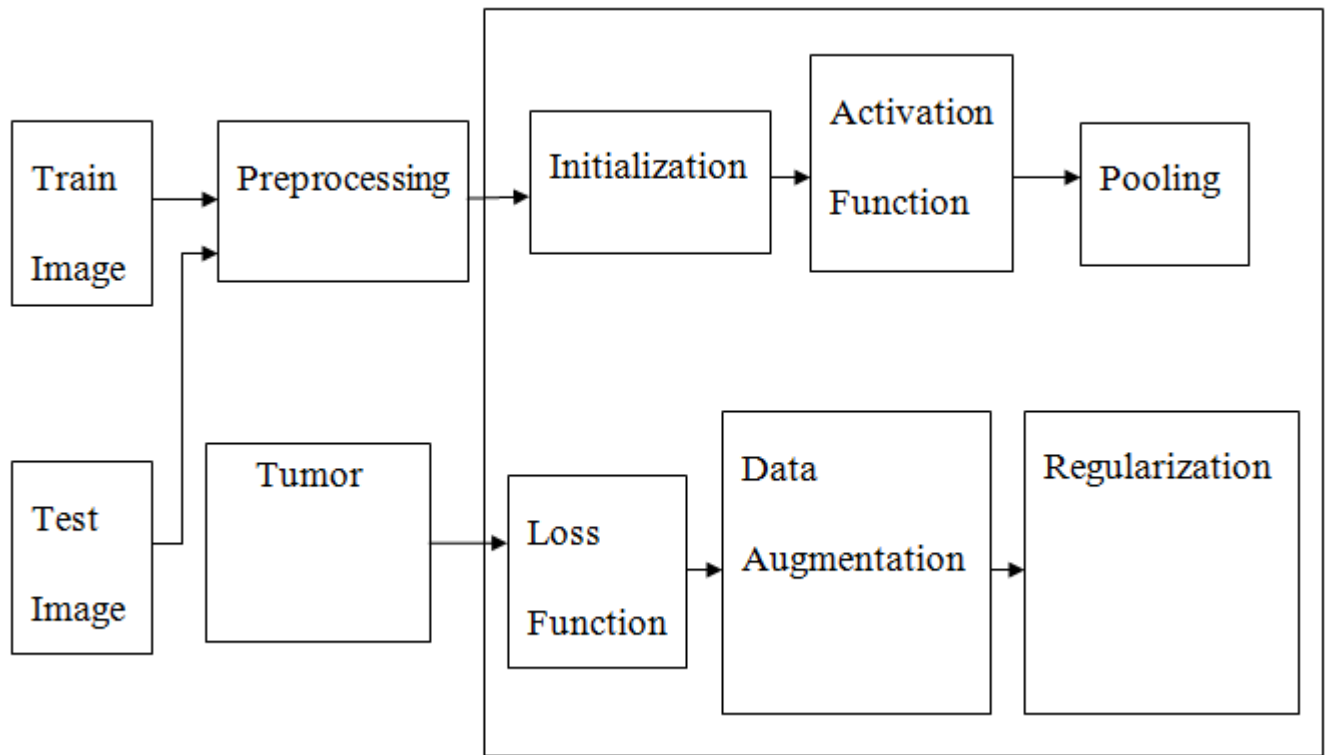 Train
Image
Preprocessing
Initialization
Activation
Function
Pooling
Test
Image
Tumor
Loss
Function
Data
Augmentation
Regularization